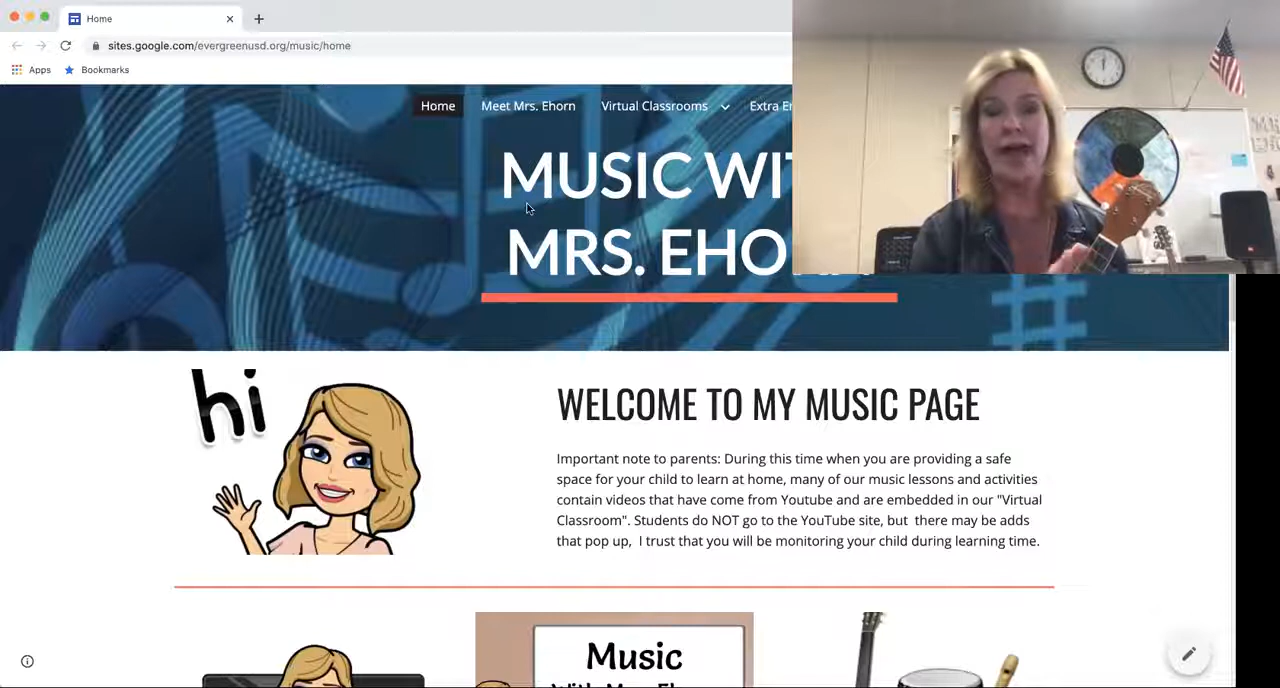 Home
sites.google.com/evergreenusd.org/music/home
Apps
Bookmarks
Home
Meet Mrs. Ehorn
Virtual Classrooms
MUSIC WIT
MRS. EHO
hi
WELCOME TO MY MUSIC PAGE
Important note to parents: During this time when you are providing a safe
space for your child to learn at home, many of our music lessons and activities
contain videos that have come from Youtube and are embedded in our "Virtual
Classroom". Students do NOT go to the YouTube site, but there may be adds
that pop up, I trust that you will be monitoring your child during learning time.
Music